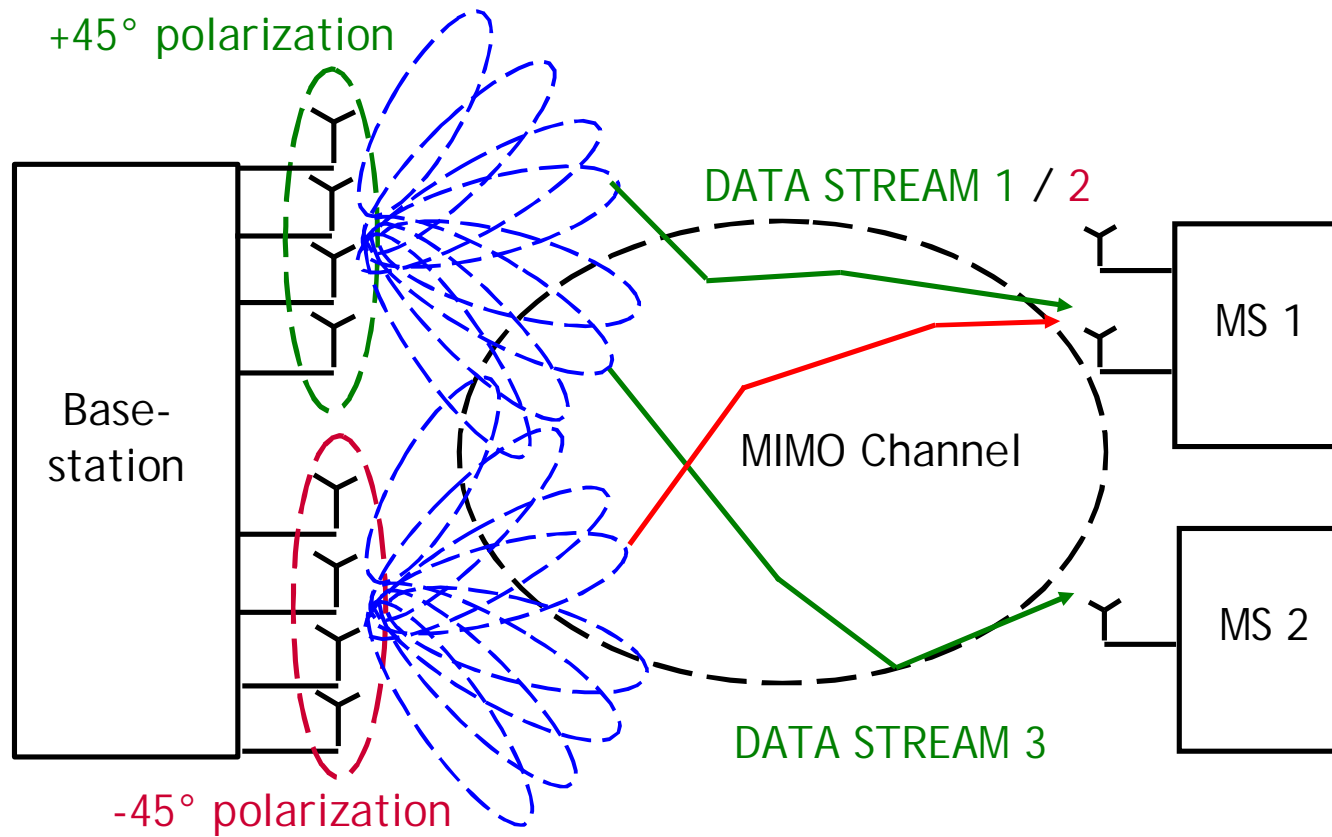 +45° polarization
DATA STREAM 1 / 2
MS 1
Base-
station
MIMO Channel
MS 2
DATA STREAM 3
-45° polarization